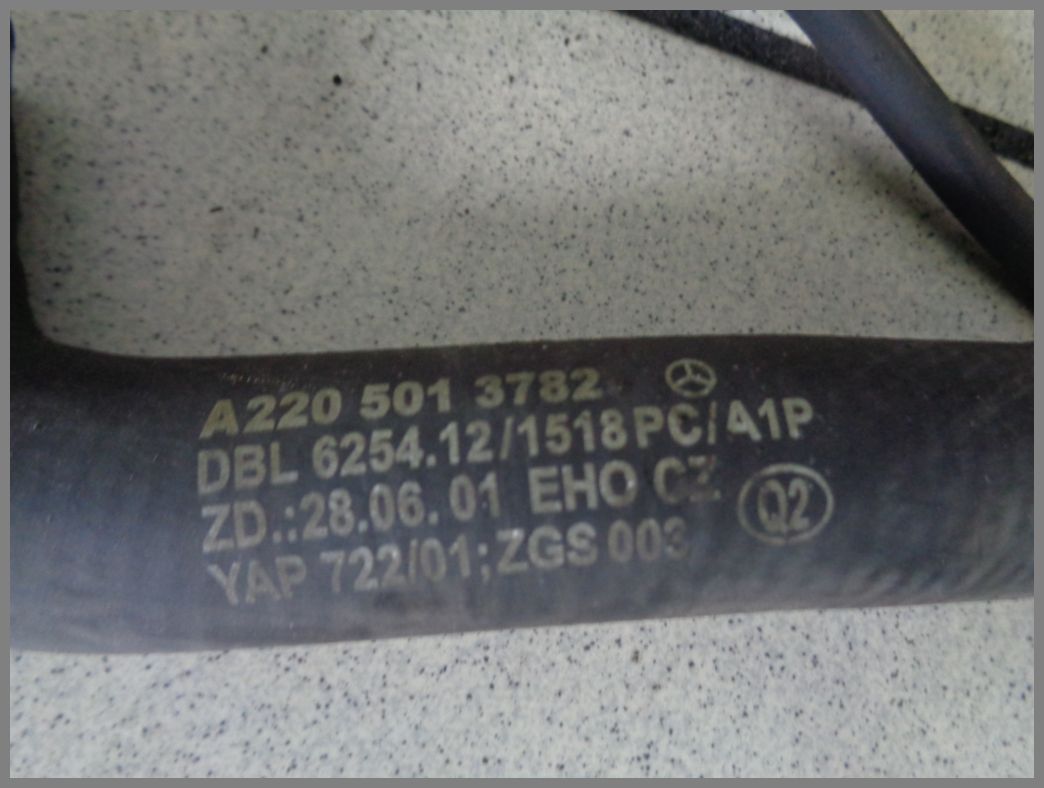 A220 501 3782
DBL 6254.12/1518PC/A1P
ZD.:28.06.01 EHO CZ
Q2
YAP 722/01;ZGS 003